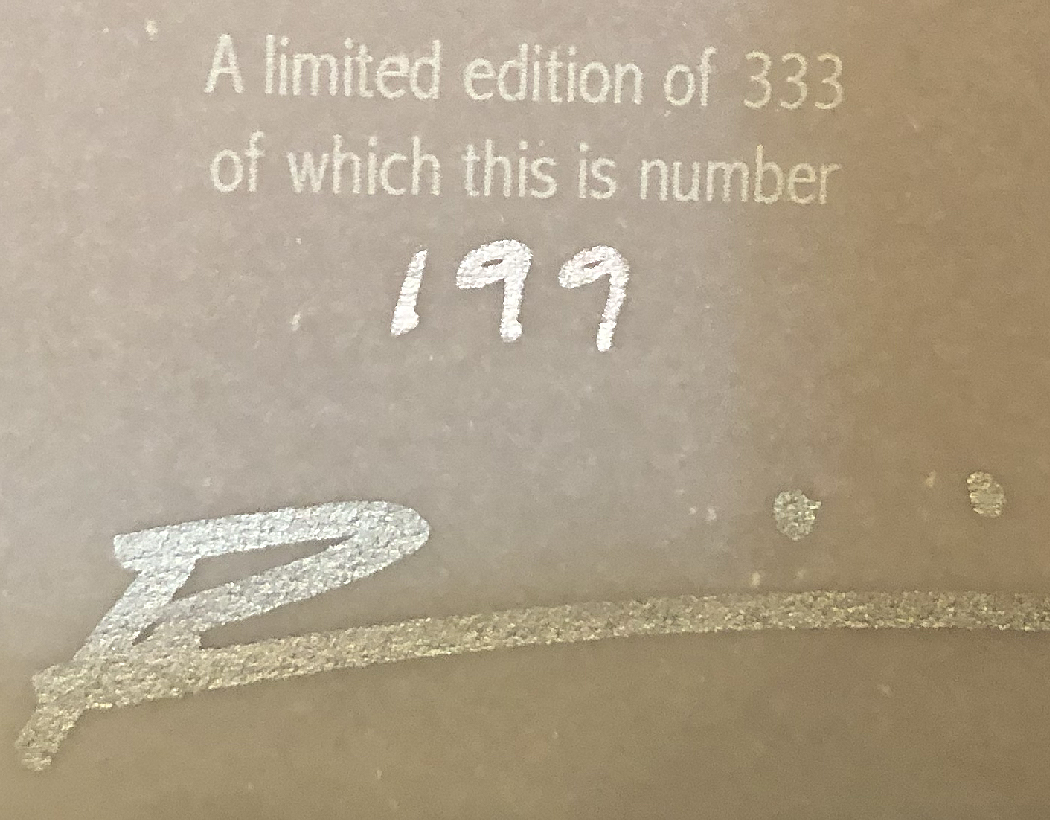 A limited edition of 333
of which this is number
199